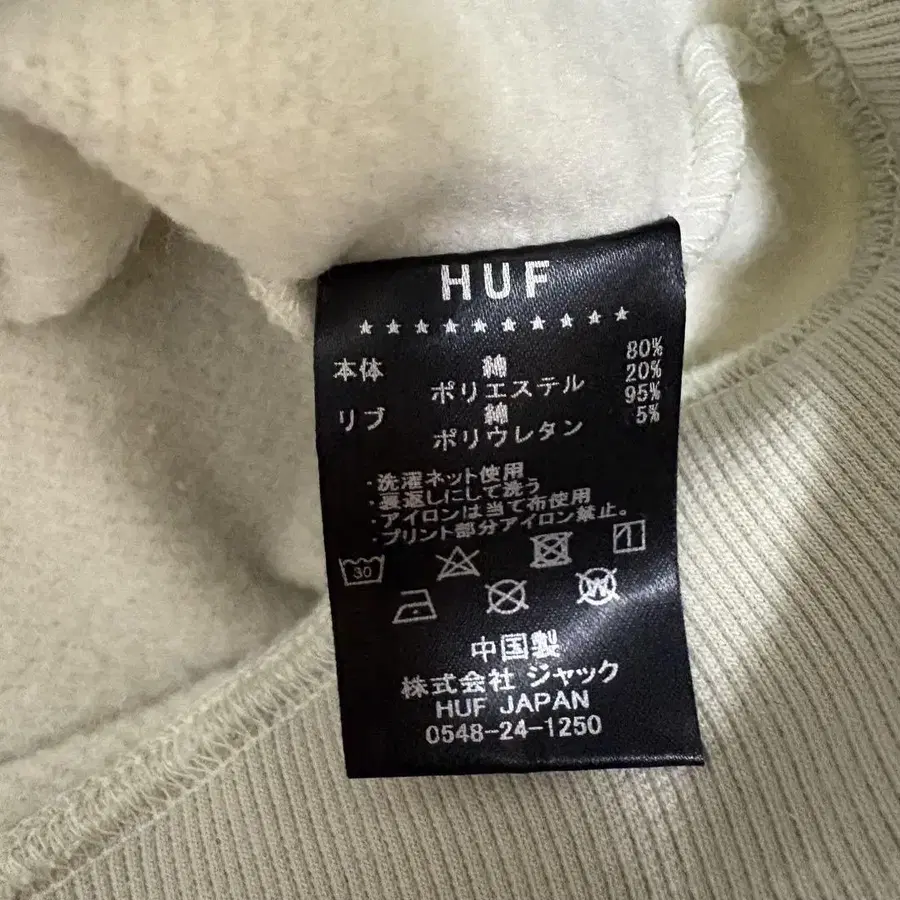 HUF
★★★★★★★★★★
本体 綿 80%
ポリエステル 20%
リブ 綿 95%
ポリウレタン 5%
・洗濯ネット使用
・裏返しにして洗う
・アイロンは当て布使用
・プリント部分アイロン禁止。
30
W
中国製
株式会社 ジャック
HUF JAPAN
0548-24-1250